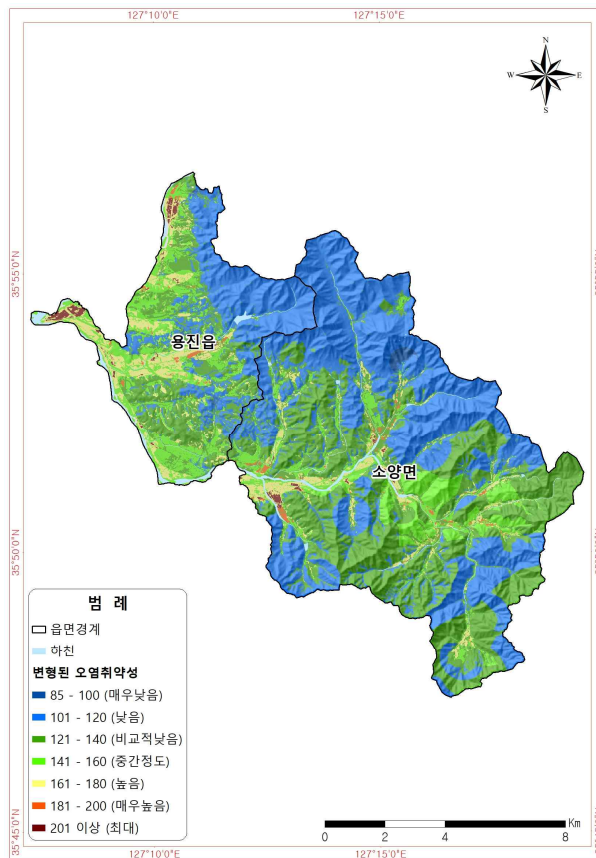 127°10'0"E 127°15'0"E
N
W E
S
35°55'0"N
용진읍
소양면
35°50'0"N
범 례
읍면경계
하천
변형된 오염취약성
85 - 100 (매우낮음)
101 - 120 (낮음)
121 - 140 (비교적낮음)
141 - 160 (중간정도)
161 - 180 (높음)
181 - 200 (매우높음)
201 이상 (최대)
35°45'0"N
Km
0 2 4 8
127°10'0"E 127°15'0"E